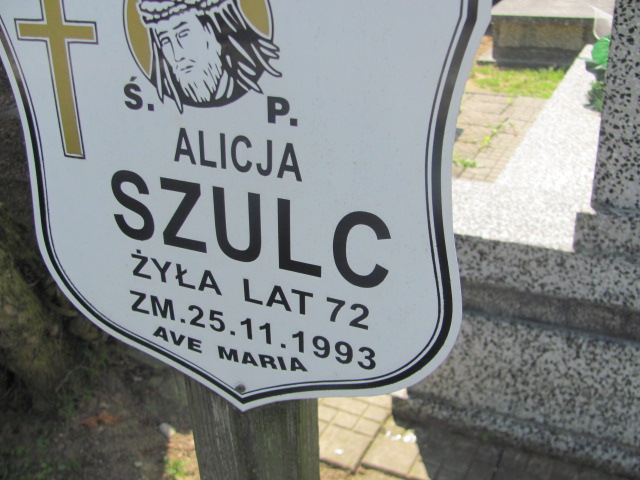 Ś. P.
ALICJA
SZULC
ŻYŁA LAT 72
ZM.25.11.1993
AVE MARIA